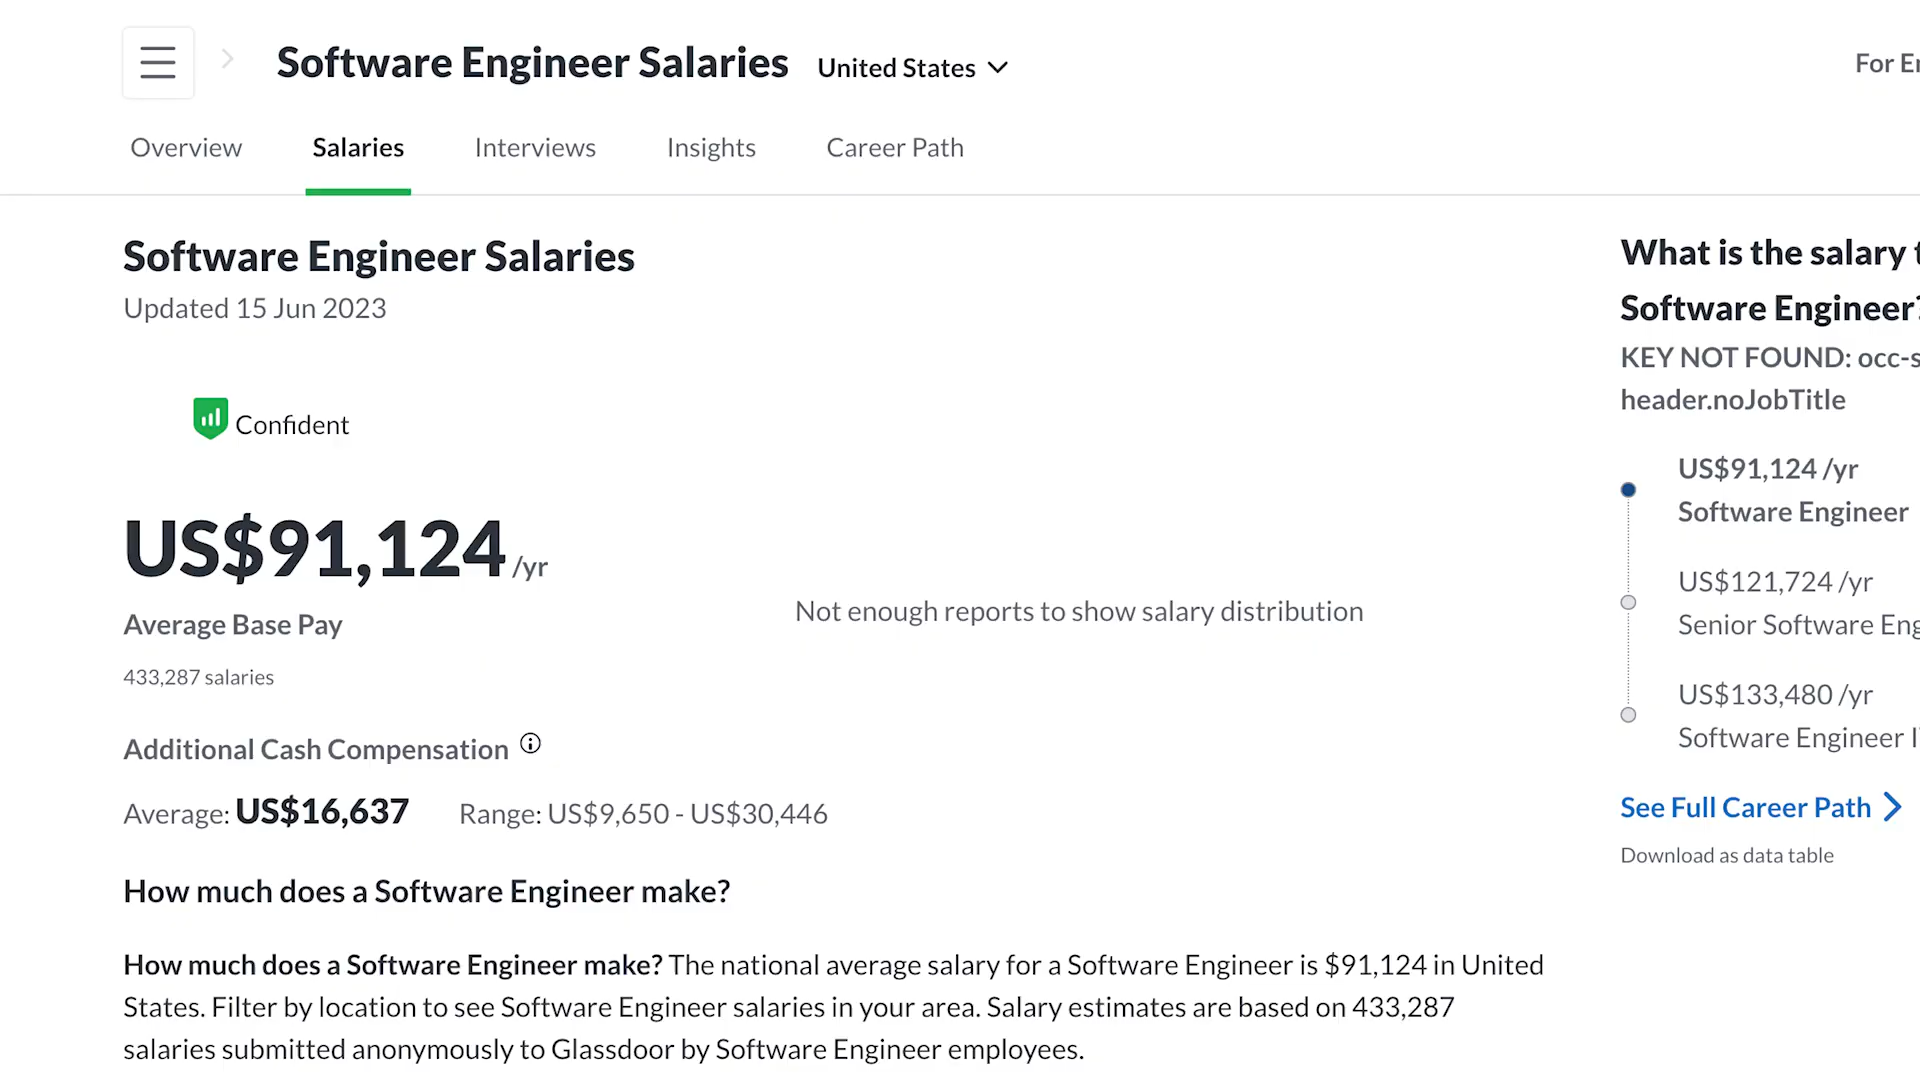 Software Engineer Salaries United States
For
Overview Salaries Interviews Insights Career Path
Software Engineer Salaries
Updated 15 Jun 2023
Confident
US$91,124 /yr
Average Base Pay
433,287 salaries
Not enough reports to show salary distribution
Additional Cash Compensation
Average: US$16,637 Range: US$9,650 - US$30,446
How much does a Software Engineer make?
How much does a Software Engineer make? The national average salary for a Software Engineer is $91,124 in United
States. Filter by location to see Software Engineer salaries in your area. Salary estimates are based on 433,287
salaries submitted anonymously to Glassdoor by Software Engineer employees.
What is the salary
Software Engineer?
KEY NOT FOUND: occ-s
header.noJobTitle
US$91,124 /yr
Software Engineer
US$121,724 /yr
Senior Software Eng
US$133,480 /yr
Software Engineer
See Full Career Path
Download as data table